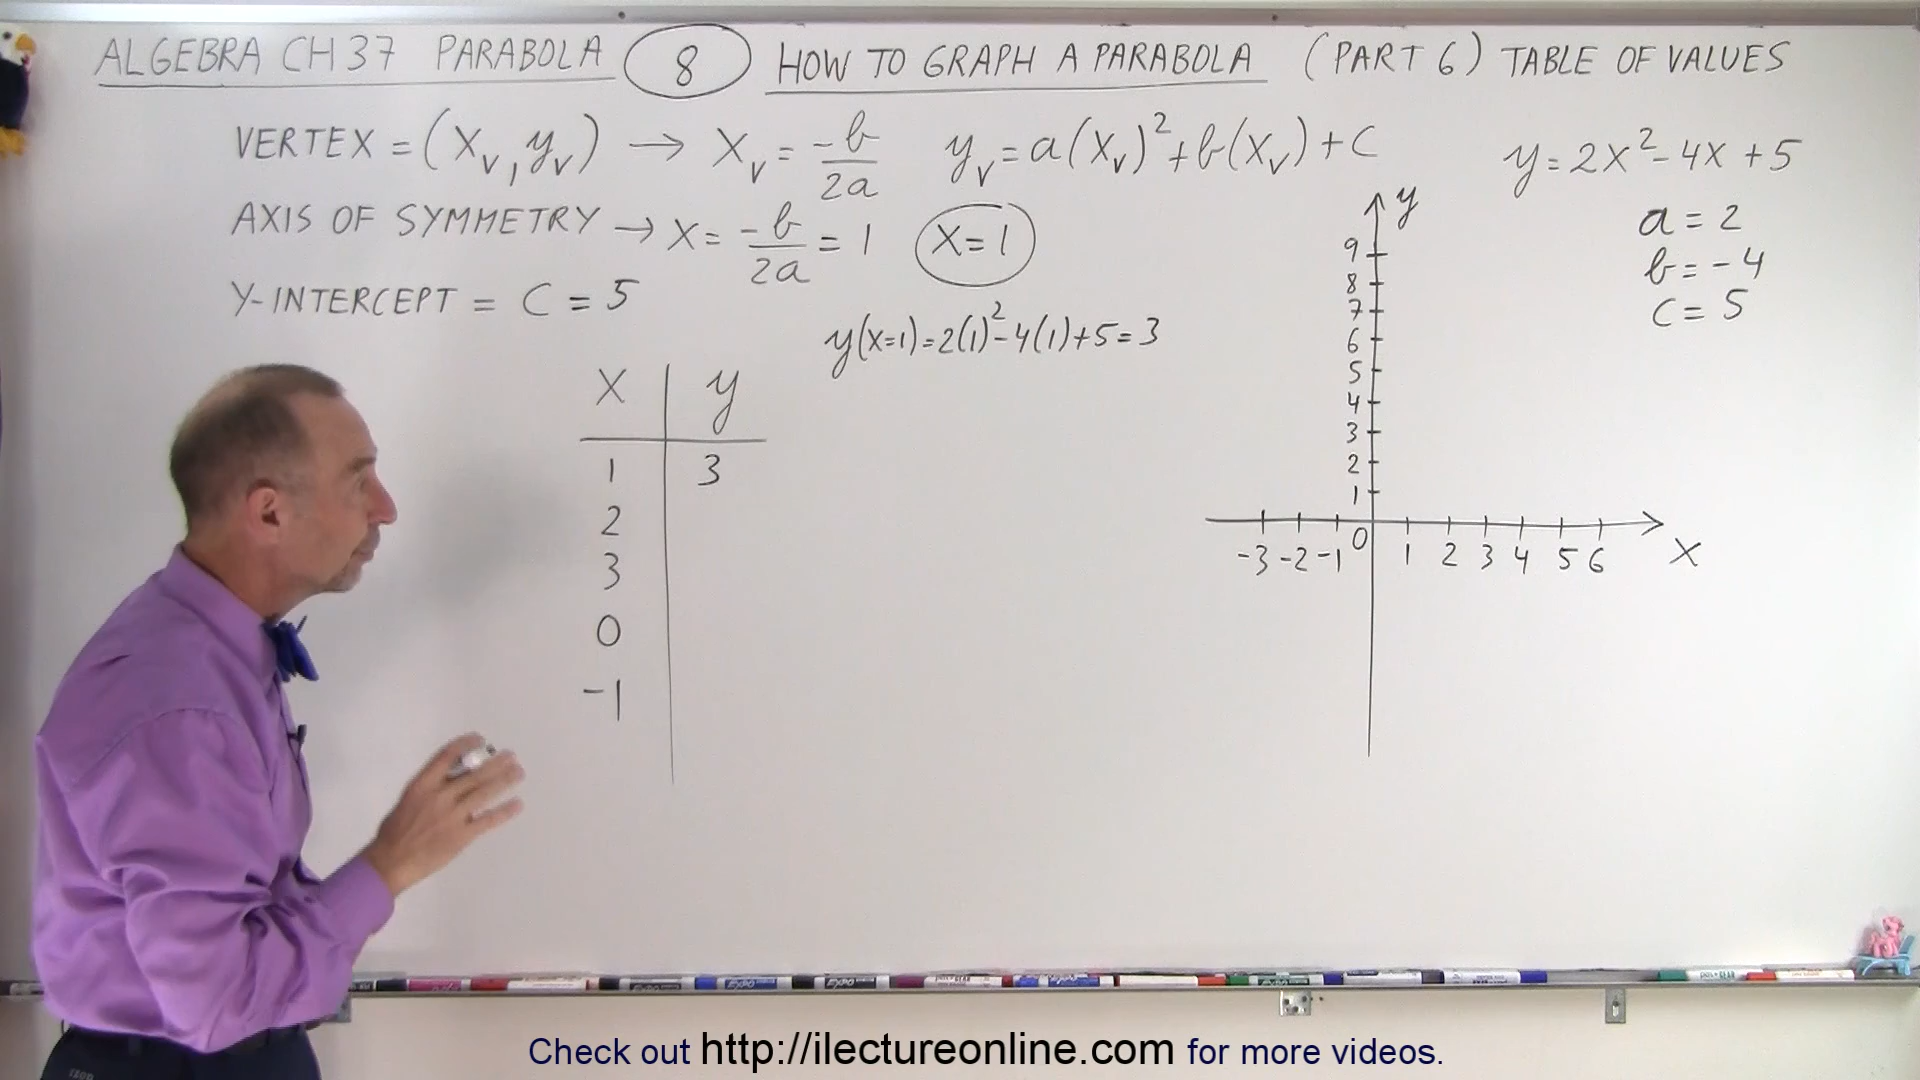 ALGEBRA CH 37 PARABOLA 8 HOW TO GRAPH A PARABOLA (PART 6) TABLE OF VALUES
VERTEX = (Xv, yv) → Xv = -b/2a yv = a(Xv)² + b(Xv) + C
AXIS OF SYMMETRY → X = -b/2a = 1 X = 1
Y-INTERCEPT = C = 5
y(X=1) = 2(1)² - 4(1) + 5 = 3
X y
1 3
2
3
0
-1
y = 2X² - 4X + 5
a = 2
b = -4
C = 5
y
9
8
7
6
5
4
3
2
1
-3 -2 -1 0 1 2 3 4 5 6 X
EXPO EXPO
IZOD
Check out http://ilectureonline.com for more videos.